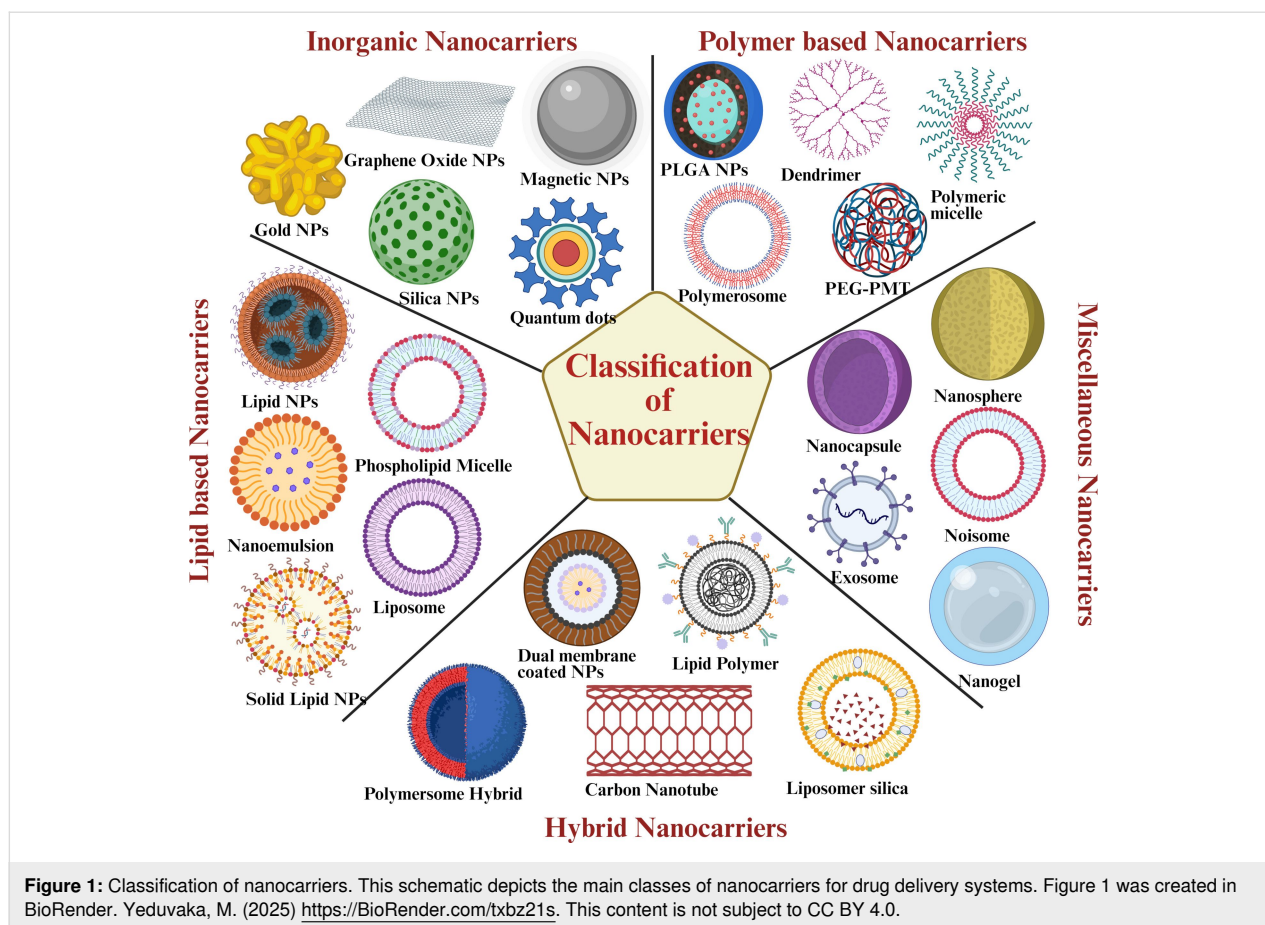 Inorganic Nanocarriers
Polymer based Nanocarriers
Graphene Oxide NPs
Magnetic NPs
Gold NPs
Silica NPs
Quantum dots
PLGA NPs
Dendrimer
Polymeric
micelle
Polymerosome
PEG-PMT
Lipid based Nanocarriers
Lipid NPs
Phospholipid Micelle
Nanoemulsion
Liposome
Solid Lipid NPs
Classification
of
Nanocarriers
Miscellaneous Nanocarriers
Nanosphere
Nanocapsule
Noisome
Exosome
Nanogel
Dual membrane
coated NPs
Lipid Polymer
Polymersome Hybrid
Carbon Nanotube
Liposomer silica
Hybrid Nanocarriers
Figure 1: Classification of nanocarriers. This schematic depicts the main classes of nanocarriers for drug delivery systems. Figure 1 was created in
BioRender. Yeduvaka, M. (2025) https://BioRender.com/txbz21s. This content is not subject to CC BY 4.0.